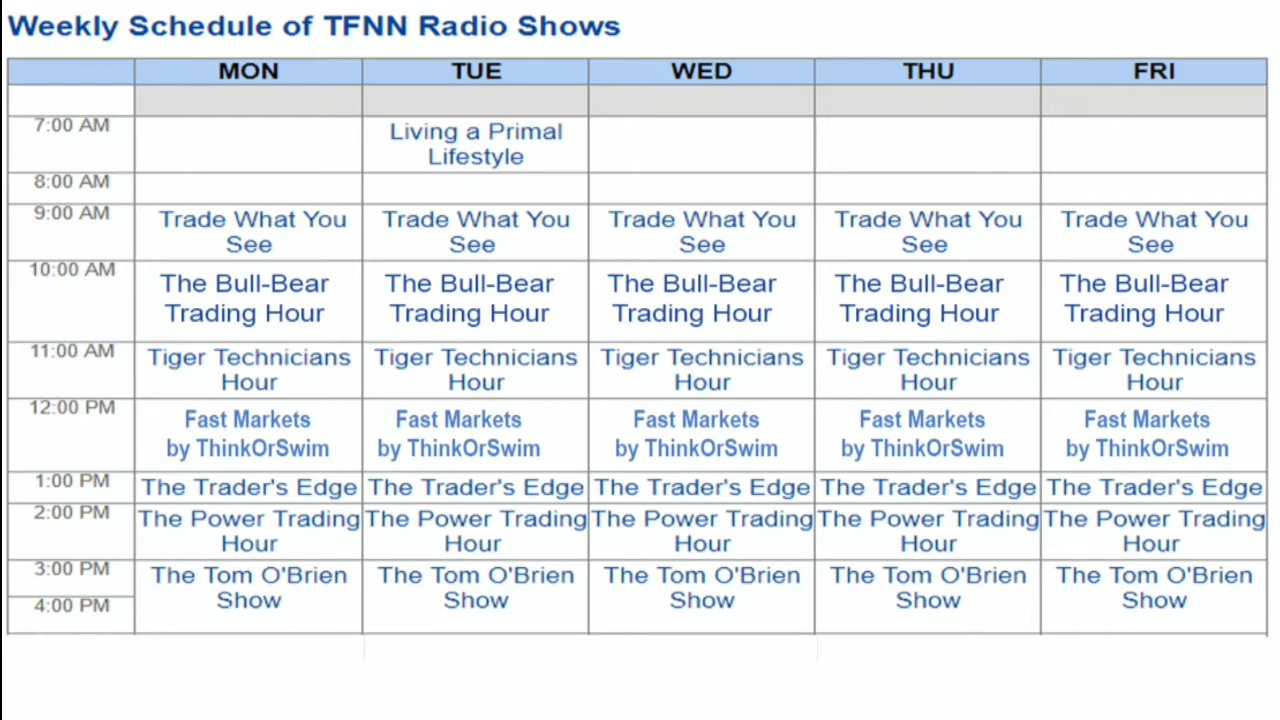 Weekly Schedule of TFNN Radio Shows
MON TUE WED THU FRI
7:00 AM
Living a Primal
Lifestyle
8:00 AM
9:00 AM
Trade What You Trade What You Trade What You Trade What You Trade What You
See See See See See
10:00 AM
The Bull-Bear The Bull-Bear The Bull-Bear The Bull-Bear The Bull-Bear
Trading Hour Trading Hour Trading Hour Trading Hour Trading Hour
11:00 AM
Tiger Technicians Tiger Technicians Tiger Technicians Tiger Technicians Tiger Technicians
Hour Hour Hour Hour Hour
12:00 PM
Fast Markets Fast Markets Fast Markets Fast Markets Fast Markets
by ThinkOrSwim by ThinkOrSwim by ThinkOrSwim by ThinkOrSwim by ThinkOrSwim
1:00 PM
The Trader's Edge The Trader's Edge The Trader's Edge The Trader's Edge The Trader's Edge
2:00 PM
The Power Trading The Power Trading The Power Trading The Power Trading The Power Trading
Hour Hour Hour Hour Hour
3:00 PM
The Tom O'Brien The Tom O'Brien The Tom O'Brien The Tom O'Brien The Tom O'Brien
Show Show Show Show Show
4:00 PM